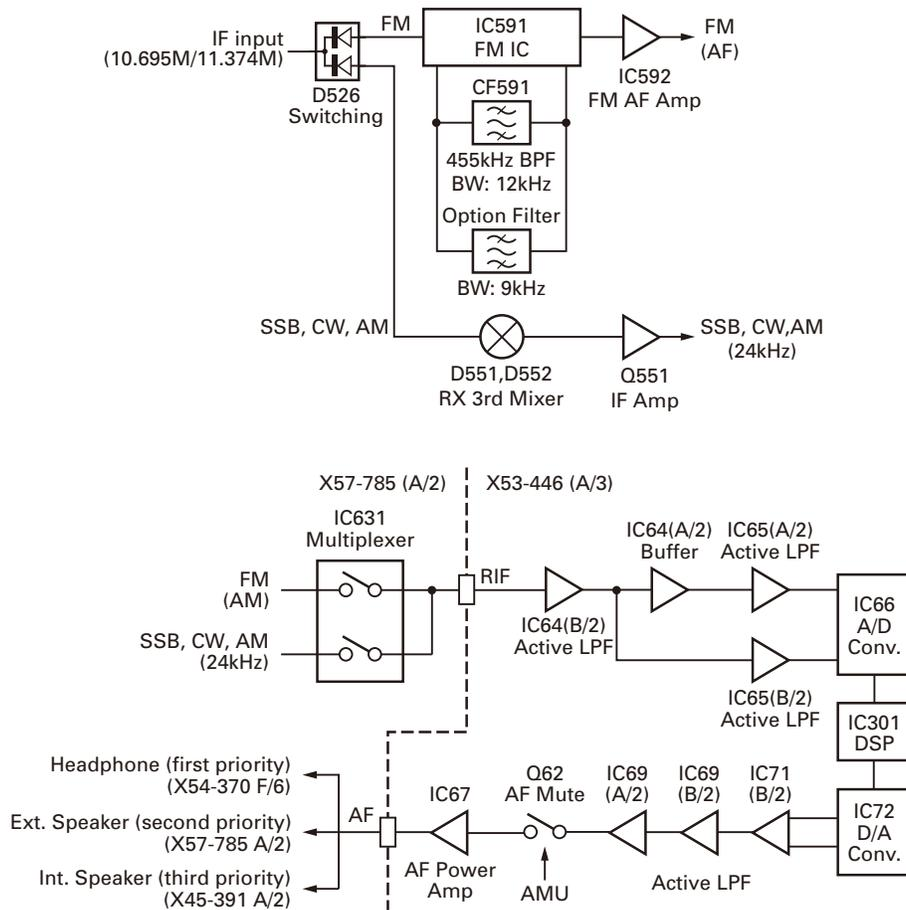 FM
IF input
(10.695M/11.374M)
D526
Switching
IC591
FM IC
FM
(AF)
IC592
FM AF Amp
CF591
455kHz BPF
BW: 12kHz
Option Filter
BW: 9kHz
SSB, CW, AM
D551,D552
RX 3rd Mixer
Q551
IF Amp
SSB, CW,AM
(24kHz)
X57-785 (A/2)
X53-446 (A/3)
IC631
Multiplexer
FM
(AM)
SSB, CW, AM
(24kHz)
RIF
IC64(B/2)
Active LPF
IC64(A/2)
Buffer
IC65(A/2)
Active LPF
IC65(B/2)
Active LPF
IC66
A/D
Conv.
IC301
DSP
IC72
D/A
Conv.
IC71
(B/2)
IC69
(B/2)
IC69
(A/2)
Active LPF
Q62
AF Mute
AMU
IC67
AF Power
Amp
AF
Headphone (first priority)
(X54-370 F/6)
Ext. Speaker (second priority)
(X57-785 A/2)
Int. Speaker (third priority)
(X45-391 A/2)